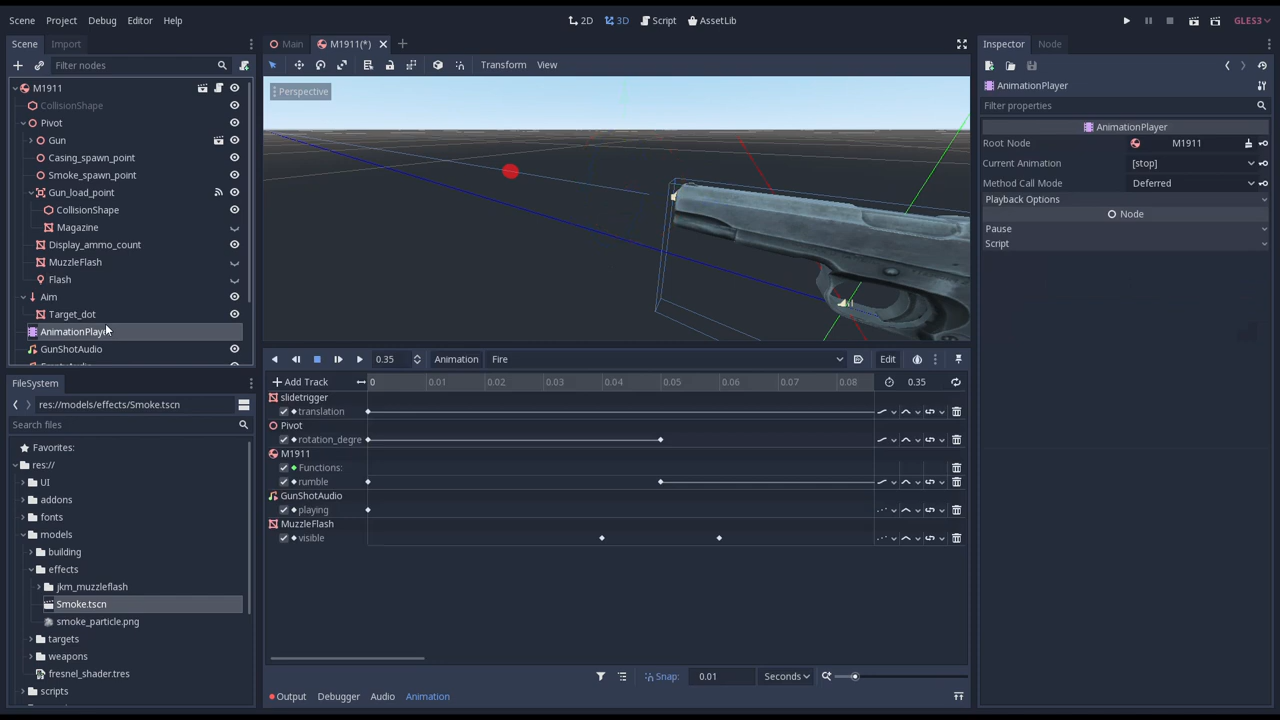 Scene Project Debug Editor Help
2D 3D Script AssetLib
GLES3
Scene Import
Main M1911(*)
Inspector Node
Filter nodes
Transform View
M1911
CollisionShape
Pivot
Gun
Casing_spawn_point
Smoke_spawn_point
Gun_load_point
CollisionShape
Magazine
Display_ammo_count
MuzzleFlash
Flash
Aim
Target_dot
GunShotAudio
Perspective
AnimationPlayer
Filter properties
AnimationPlayer
Root Node M1911
Current Animation [stop]
Method Call Mode Deferred
Playback Options
Node
Pause
Script
0.35 Animation Fire Edit
Add Track 0 0.01 0.02 0.03 0.04 0.05 0.06 0.07 0.08 0.35
slidetrigger
translation
Pivot
rotation_degre
M1911
Functions:
rumble
GunShotAudio
playing
MuzzleFlash
visible
Snap: 0.01 Seconds
Output Debugger Audio Animation
FileSystem
res://models/effects/Smoke.tscn
Search files
Favorites:
res://
UI
addons
fonts
models
building
effects
jkm_muzzleflash
Smoke.tscn
smoke_particle.png
targets
weapons
fresnel_shader.tres
scripts